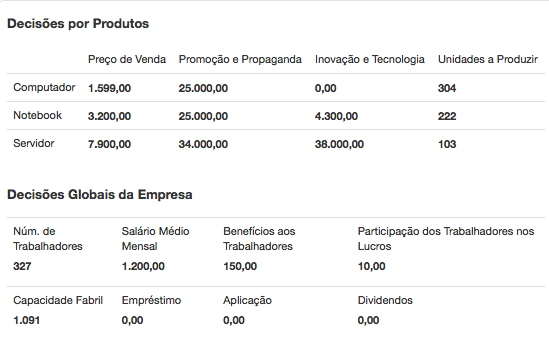 Decisões por Produtos
Preço de Venda Promoção e Propaganda Inovação e Tecnologia Unidades a Produzir
Computador 1.599,00 25.000,00 0,00 304
Notebook 3.200,00 25.000,00 4.300,00 222
Servidor 7.900,00 34.000,00 38.000,00 103
Decisões Globais da Empresa
Núm. de Trabalhadores
Salário Médio Mensal
Benefícios aos Trabalhadores
Participação dos Trabalhadores nos Lucros
327 1.200,00 150,00 10,00
Capacidade Fabril Empréstimo Aplicação Dividendos
1.091 0,00 0,00 0,00